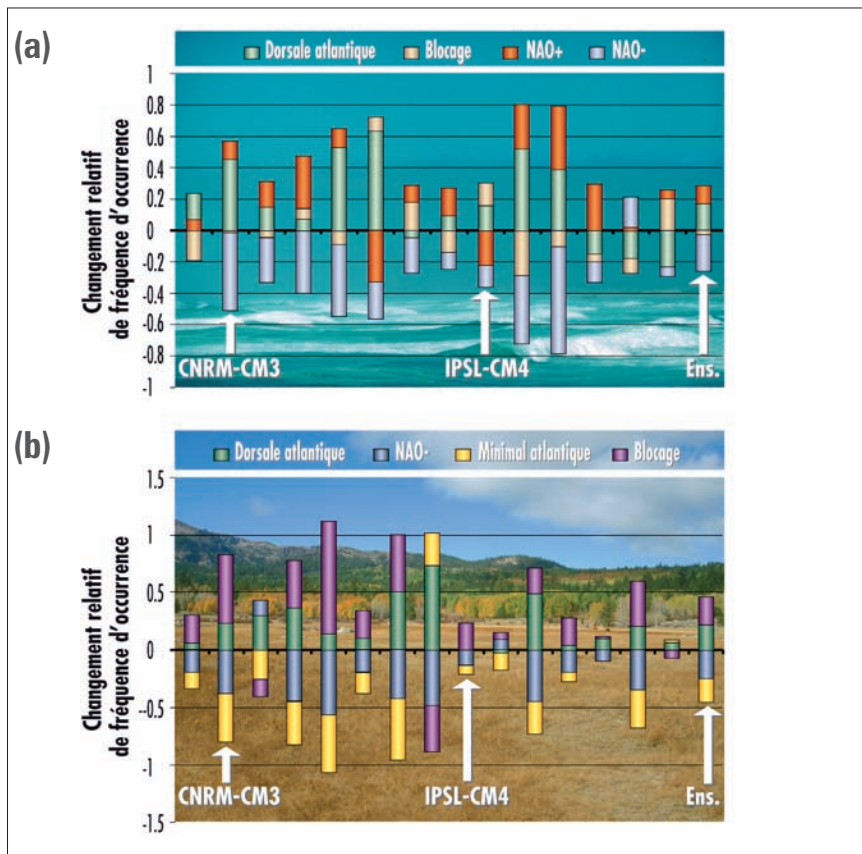 (a)
Dorsale atlantique Blocage NAO+ NAO-
Changement relatif
de fréquence d'occurrence
1
0.8
0.6
0.4
0.2
0
-0.2
-0.4
-0.6
-0.8
-1
CNRM-CM3 IPSL-CM4 Ens.
(b)
Dorsale atlantique NAO- Minimal atlantique Blocage
Changement relatif
de fréquence d'occurrence
1.5
1
0.5
0
-0.5
-1
-1.5
CNRM-CM3 IPSL-CM4 Ens.